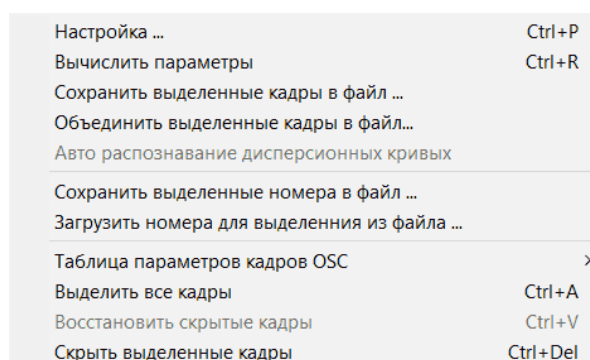 Настройка ... Ctrl+P
Вычислить параметры Ctrl+R
Сохранить выделенные кадры в файл ...
Объединить выделенные кадры в файл...
Авто распознавание дисперсионных кривых
Сохранить выделенные номера в файл ...
Загрузить номера для выделенния из файла ...
Таблица параметров кадров OSC
Выделить все кадры Ctrl+A
Восстановить скрытые кадры Ctrl+V
Скрыть выделенные кадры Ctrl+Del